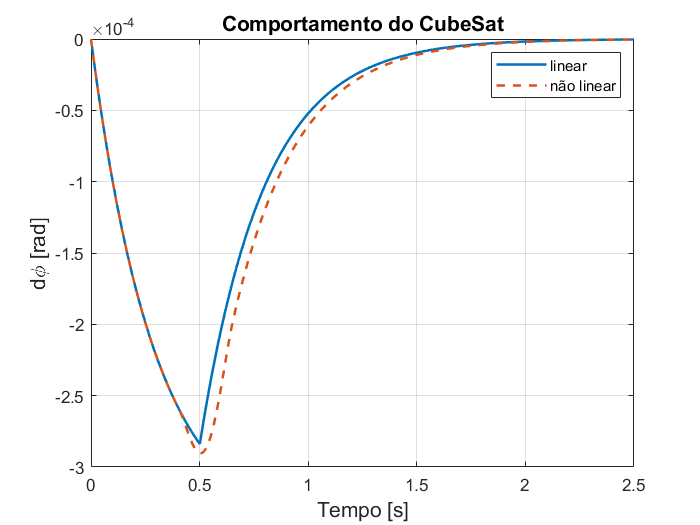 Comportamento do CubeSat
×10⁻⁴
0
-0.5
-1
-1.5
-2
-2.5
-3
dϕ [rad]
linear
não linear
0
0.5
1
1.5
2
2.5
Tempo [s]